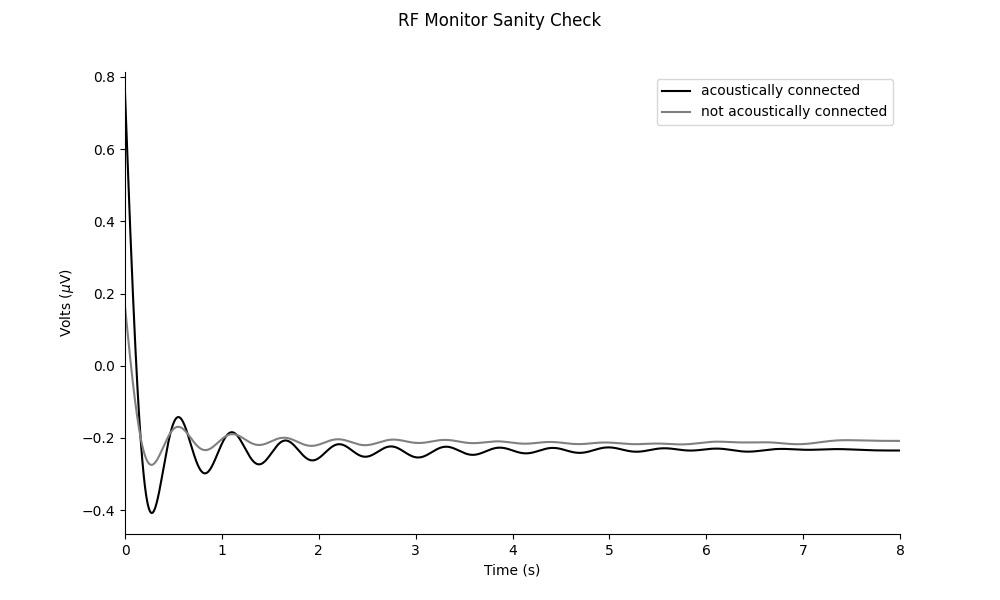 RF Monitor Sanity Check
acoustically connected
not acoustically connected
0.8
0.6
0.4
0.2
0.0
−0.2
−0.4
Volts (μV)
0 1 2 3 4 5 6 7 8
Time (s)